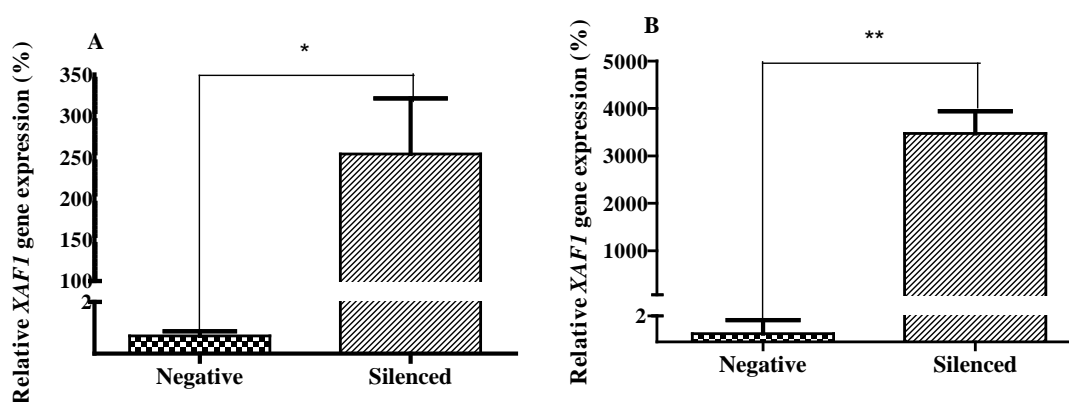 A
*
Relative XAF1 gene expression (%)
350
300
250
200
150
100
2
Negative
Silenced
B
**
Relative XAF1 gene expression (%)
5000
4000
3000
2000
1000
2
Negative
Silenced